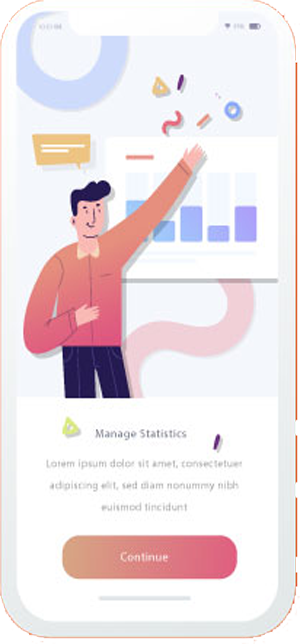 Manage Statistics
Lorem ipsum dolor sit amet, consectetuer
adipiscing elit, sed diam nonummy nibh
euismod tincidunt
Continue